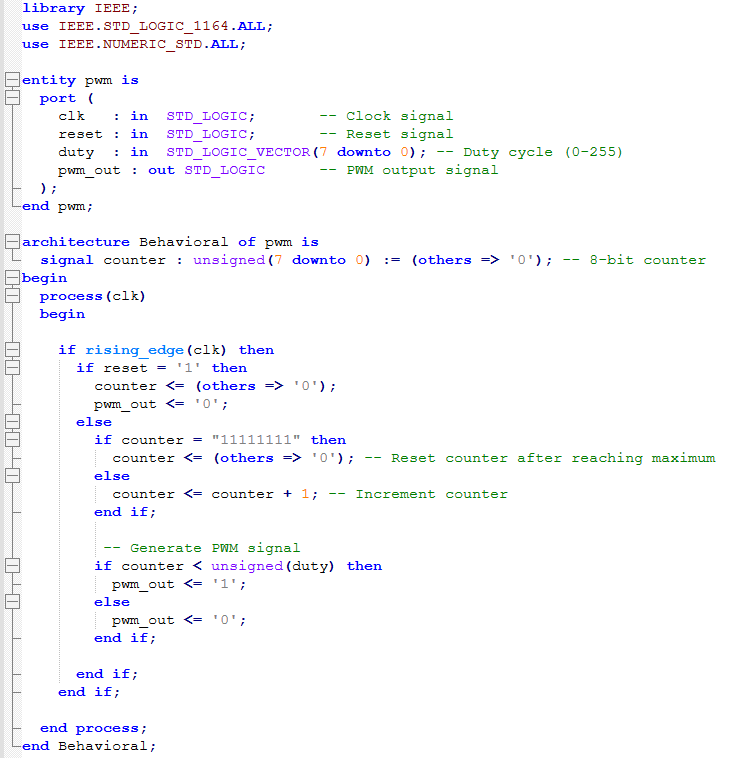 library IEEE;
use IEEE.STD_LOGIC_1164.ALL;
use IEEE.NUMERIC_STD.ALL;

entity pwm is
  port (
    clk   : in  STD_LOGIC;       -- Clock signal
    reset : in  STD_LOGIC;       -- Reset signal
    duty  : in  STD_LOGIC_VECTOR(7 downto 0); -- Duty cycle (0-255)
    pwm_out : out STD_LOGIC      -- PWM output signal
  );
end pwm;

architecture Behavioral of pwm is
  signal counter : unsigned(7 downto 0) := (others => '0'); -- 8-bit counter
begin
  process(clk)
  begin

    if rising_edge(clk) then
      if reset = '1' then
        counter <= (others => '0');
        pwm_out <= '0';
      else
        if counter = "11111111" then
          counter <= (others => '0'); -- Reset counter after reaching maximum
        else
          counter <= counter + 1; -- Increment counter
        end if;

         -- Generate PWM signal
        if counter < unsigned(duty) then
          pwm_out <= '1';
        else
          pwm_out <= '0';
        end if;

      end if;
    end if;

  end process;
end Behavioral;